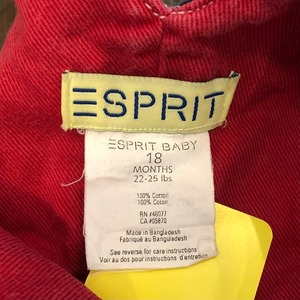 ESPRIT
ESPRIT BABY
18
MONTHS
22-25 lbs
100% Cotton
100% Coton
RN #46077
CA #05870
Made in Bangladesh
Fabriqué au Bangladesh
See reverse for care instructions
Voir au dos pour instructions d'entretien